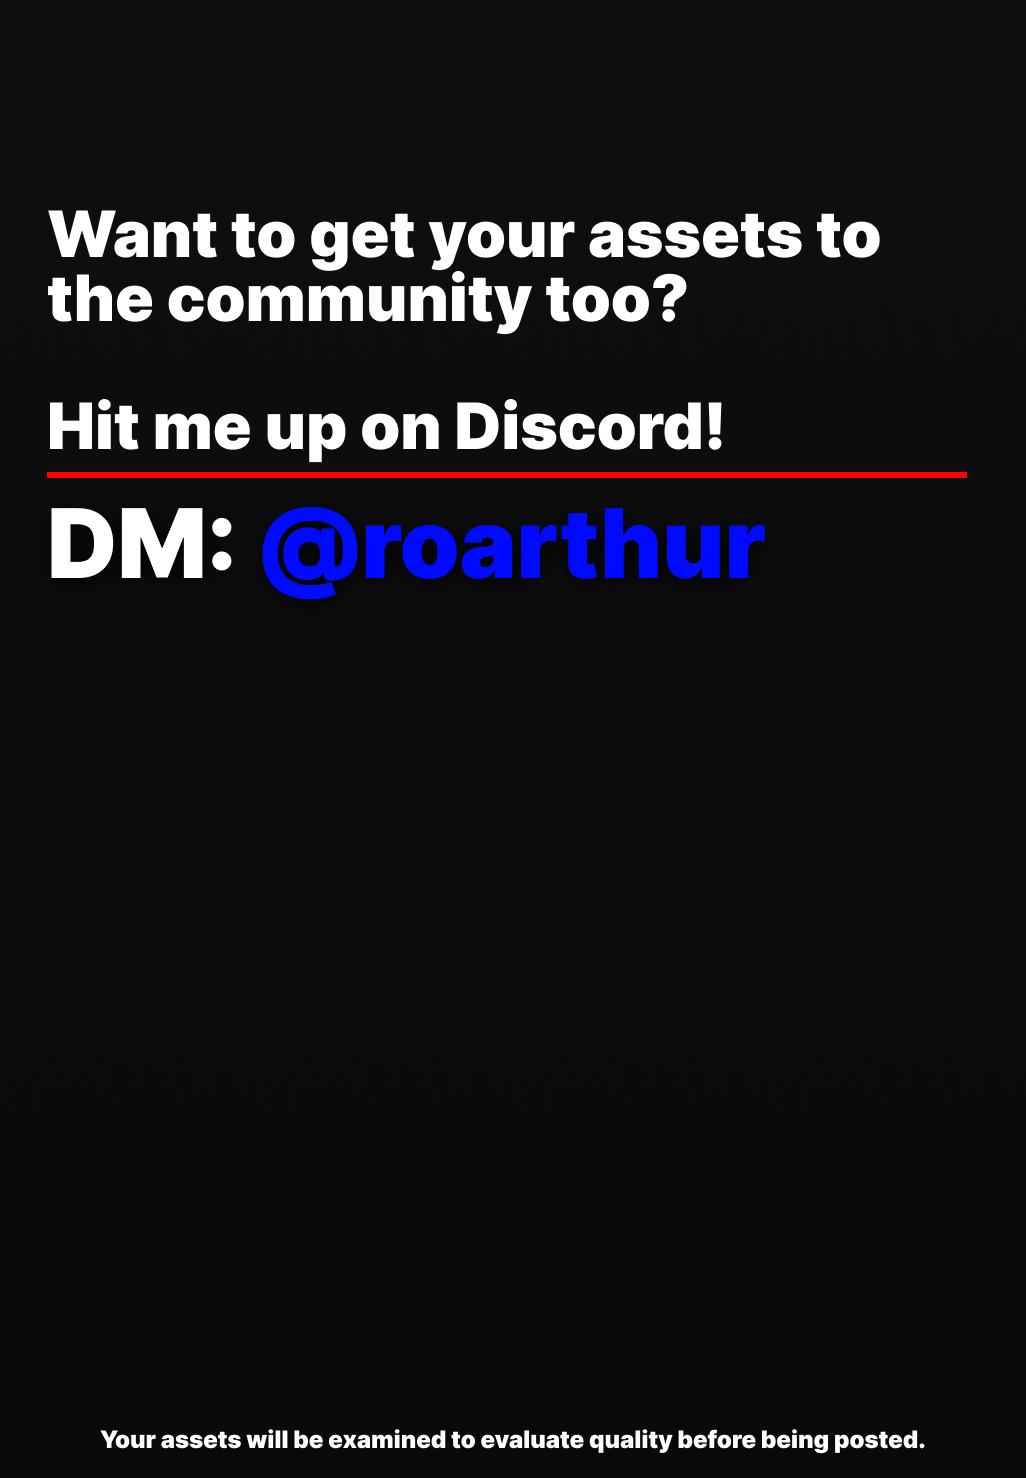 Want to get your assets to
the community too?
Hit me up on Discord!
DM: @roarthur
Your assets will be examined to evaluate quality before being posted.